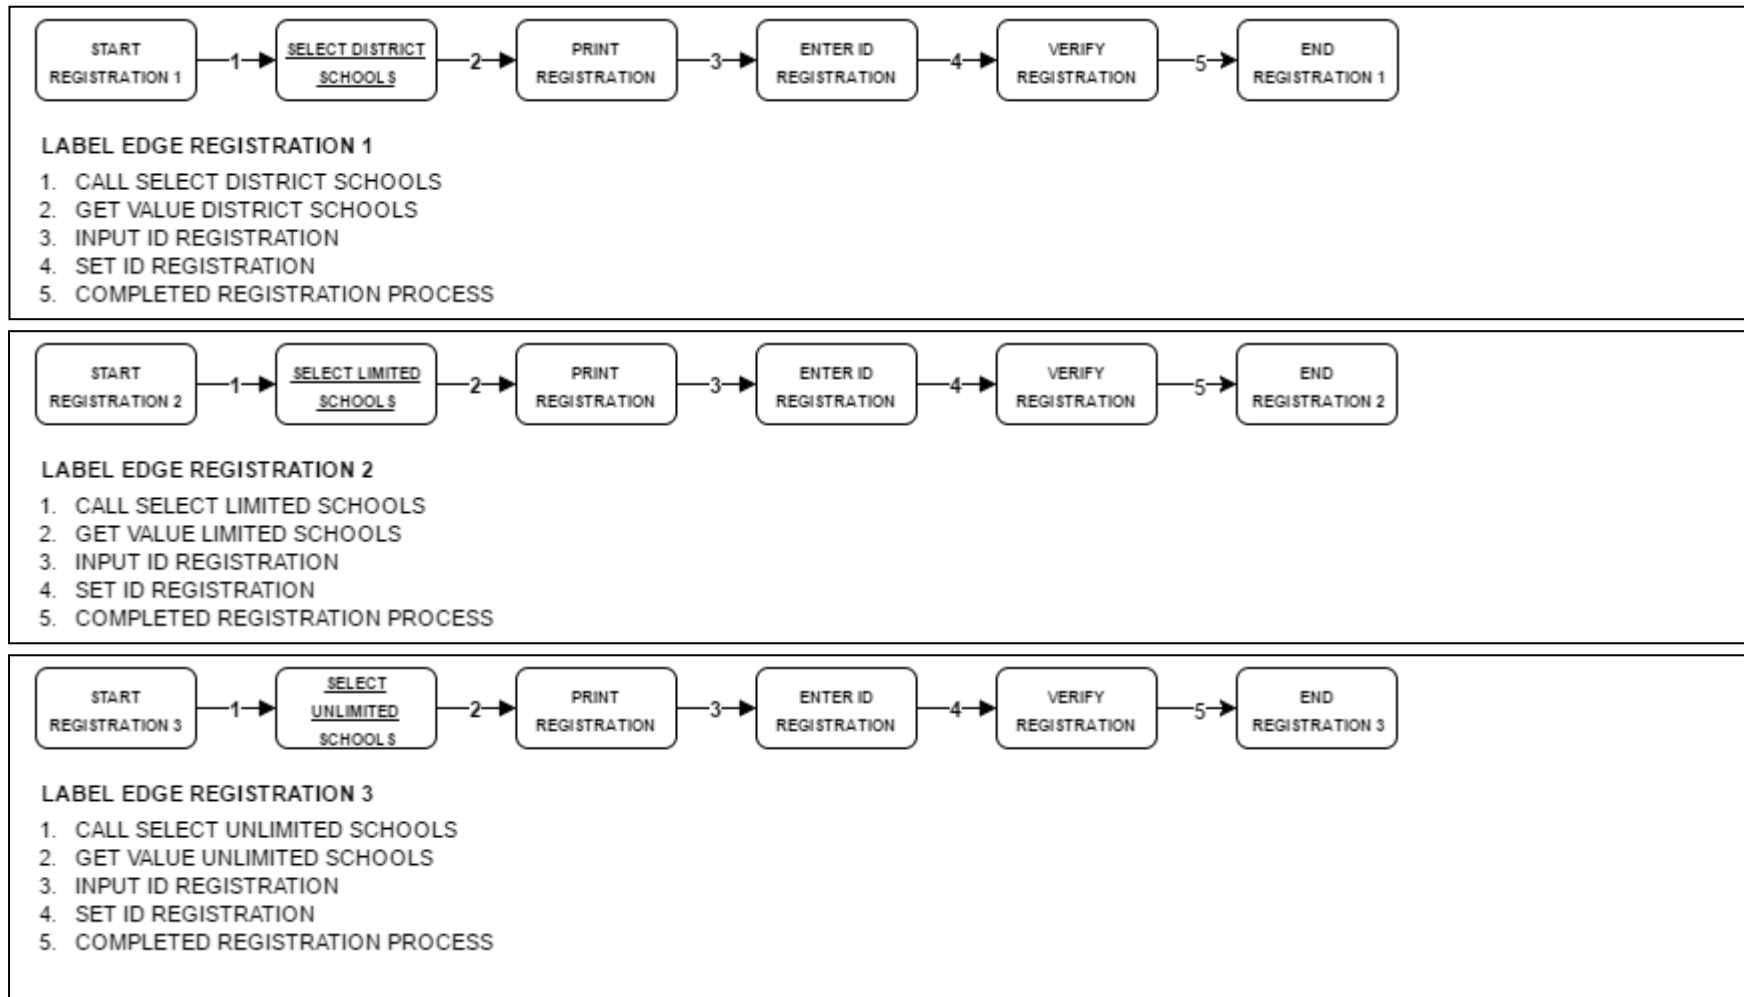 START
REGISTRATION 1
1
SELECT DISTRICT
SCHOOLS
2
PRINT
REGISTRATION
3
ENTER ID
REGISTRATION
4
VERIFY
REGISTRATION
5
END
REGISTRATION 1
LABEL EDGE REGISTRATION 1
1. CALL SELECT DISTRICT SCHOOLS
2. GET VALUE DISTRICT SCHOOLS
3. INPUT ID REGISTRATION
4. SET ID REGISTRATION
5. COMPLETED REGISTRATION PROCESS
START
REGISTRATION 2
1
SELECT LIMITED
SCHOOLS
2
PRINT
REGISTRATION
3
ENTER ID
REGISTRATION
4
VERIFY
REGISTRATION
5
END
REGISTRATION 2
LABEL EDGE REGISTRATION 2
1. CALL SELECT LIMITED SCHOOLS
2. GET VALUE LIMITED SCHOOLS
3. INPUT ID REGISTRATION
4. SET ID REGISTRATION
5. COMPLETED REGISTRATION PROCESS
START
REGISTRATION 3
1
SELECT
UNLIMITED
SCHOOLS
2
PRINT
REGISTRATION
3
ENTER ID
REGISTRATION
4
VERIFY
REGISTRATION
5
END
REGISTRATION 3
LABEL EDGE REGISTRATION 3
1. CALL SELECT UNLIMITED SCHOOLS
2. GET VALUE UNLIMITED SCHOOLS
3. INPUT ID REGISTRATION
4. SET ID REGISTRATION
5. COMPLETED REGISTRATION PROCESS